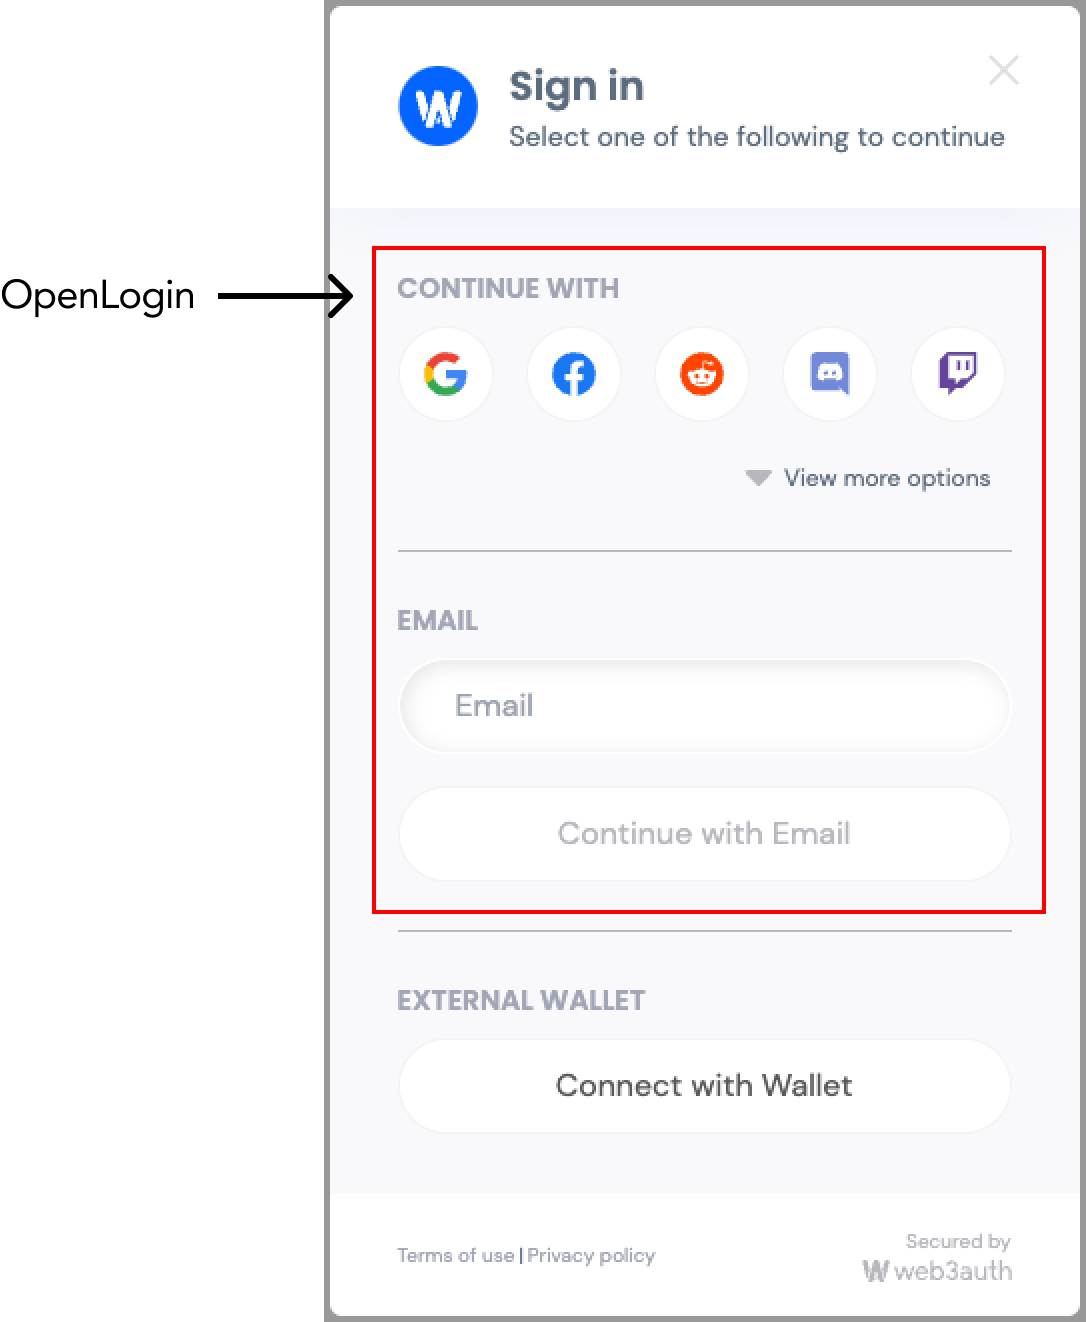 Sign in
Select one of the following to continue
OpenLogin
CONTINUE WITH
View more options
EMAIL
Email
Continue with Email
EXTERNAL WALLET
Connect with Wallet
Terms of use | Privacy policy
Secured by
web3auth